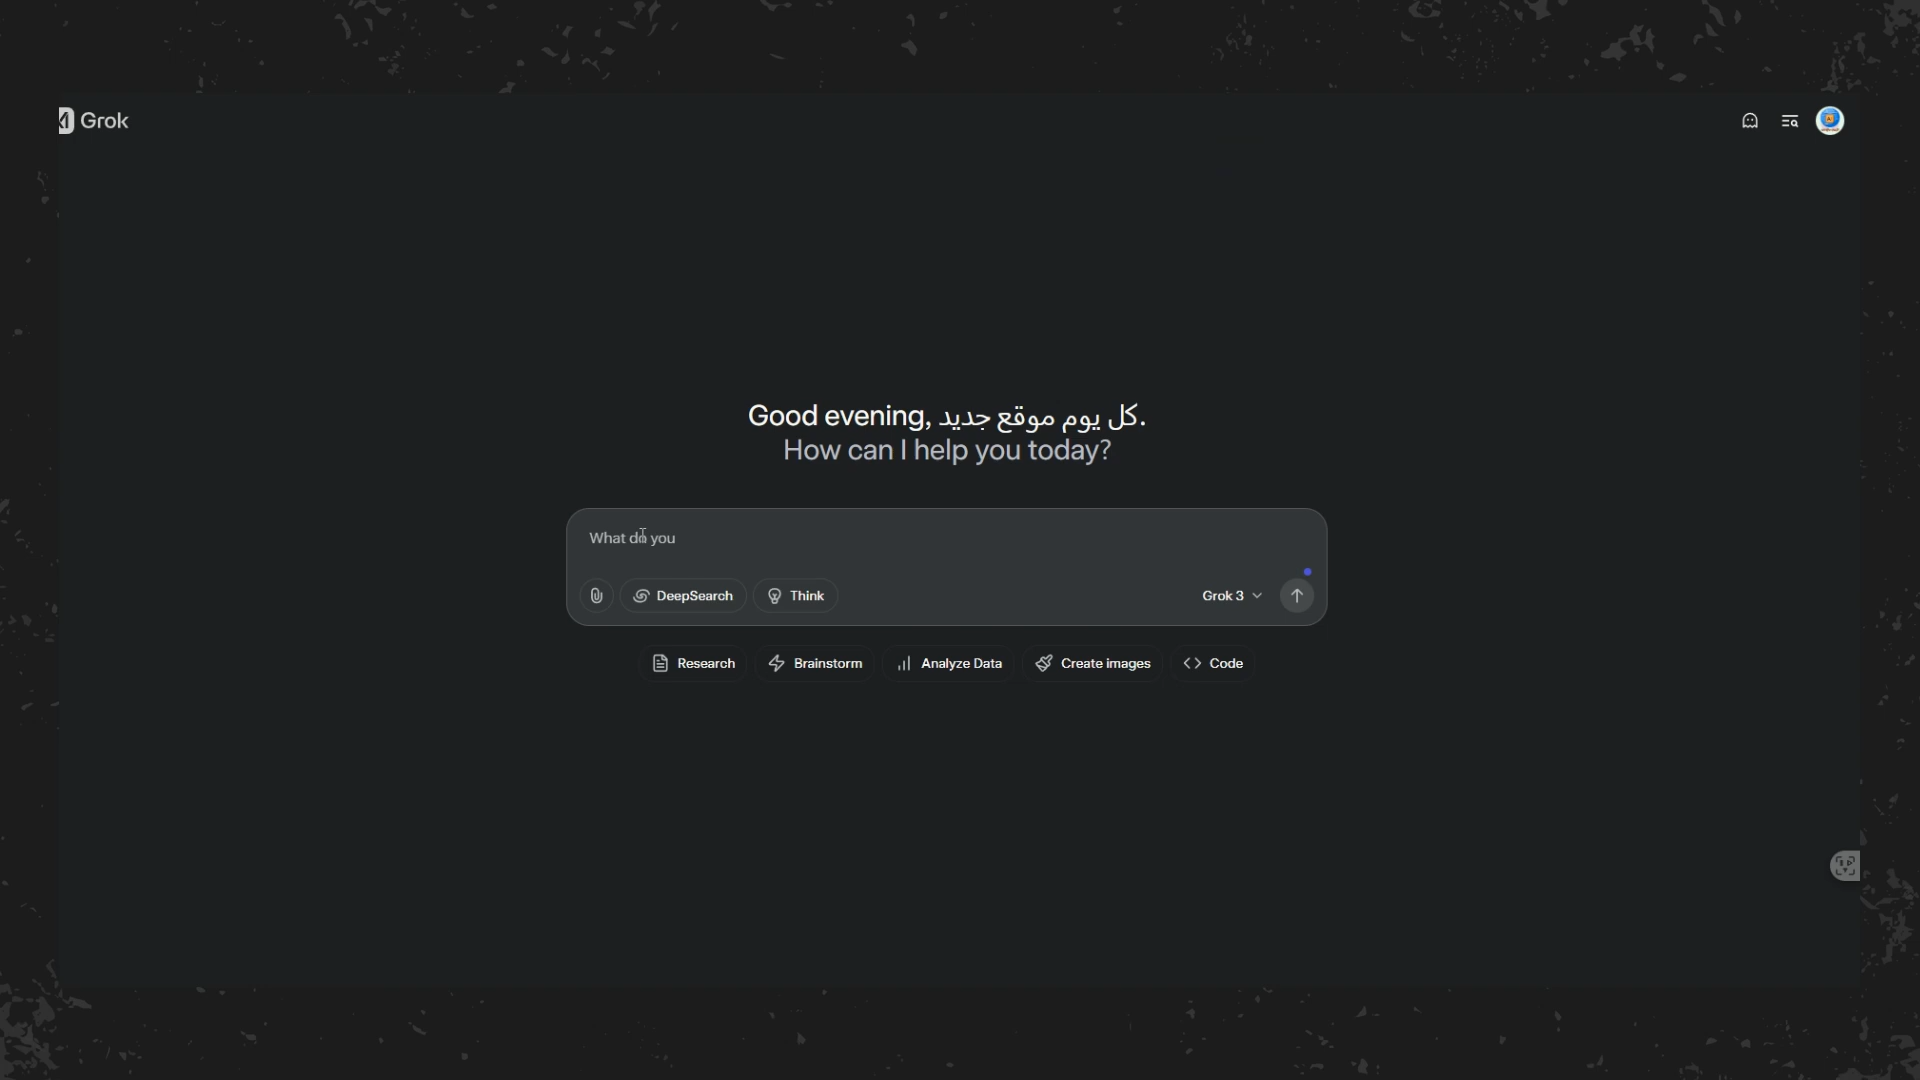 Grok
Good evening, كل يوم موقع جديد.
How can I help you today?
What do you
DeepSearch
Think
Grok 3
Research
Brainstorm
Analyze Data
Create images
Code